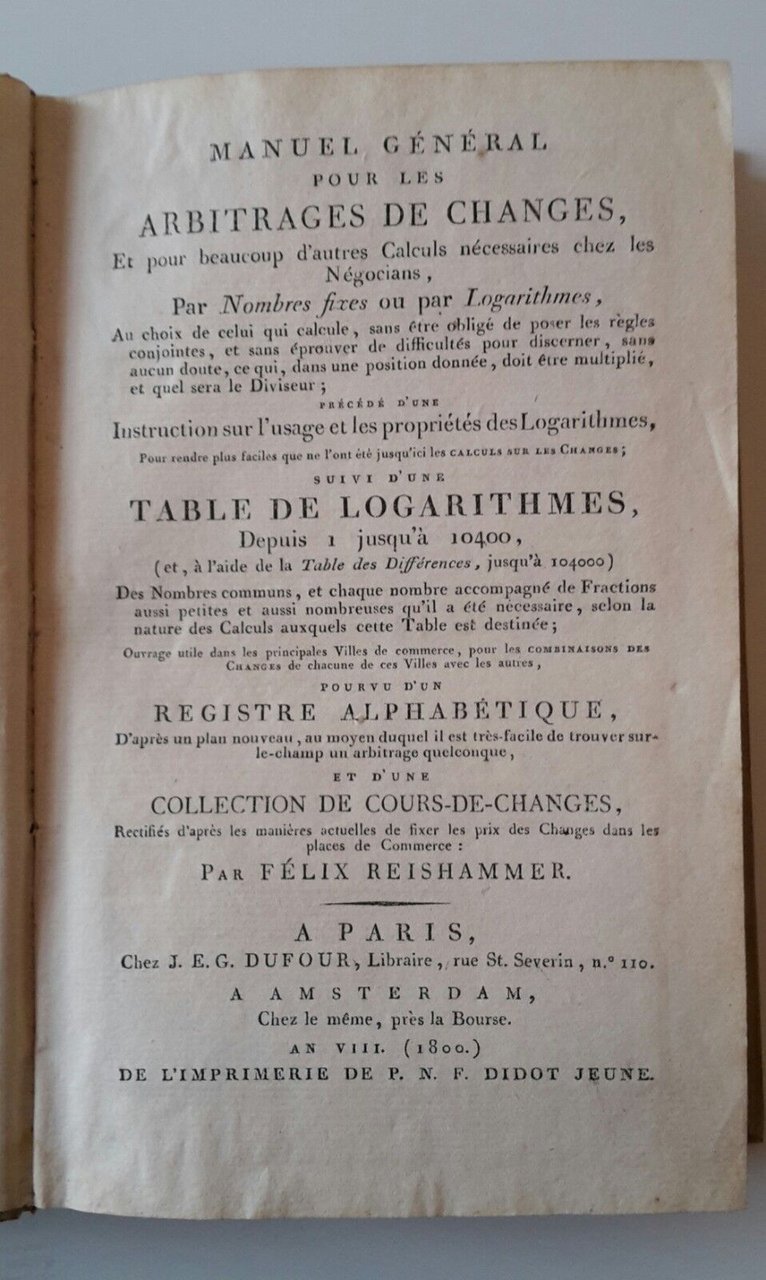 MANUEL GÉNÉRAL
POUR LES
ARBITRAGES DE CHANGES,
Et pour beaucoup d'autres Calculs nécessaires chez les
Négocians,
Par Nombres fixes ou par Logarithmes,
Au choix de celui qui calcule, sans être obligé de poser les règles
conjointes, et sans éprouver de difficultés pour discerner, sans
aucun doute, ce qui, dans une position donnée, doit être multiplié,
et quel sera le Diviseur;
PRÉCÉDÉ D'UNE
Instruction sur l'usage et les propriétés des Logarithmes,
Pour rendre plus faciles que ne l'ont été jusqu'ici les CALCULS SUR LES CHANGES;
SUIVI D'UNE
TABLE DE LOGARITHMES,
Depuis 1 jusqu'à 10400,
(et, à l'aide de la Table des Différences, jusqu'à 104000)
Des Nombres communs, et chaque nombre accompagné de Fractions
aussi petites et aussi nombreuses qu'il a été nécessaire, selon la
nature des Calculs auxquels cette Table est destinée;
Ouvrage utile dans les principales Villes de commerce, pour les COMBINAISONS DES
CHANGES de chacune de ces Villes avec les autres,
POURVU D'UN
REGISTRE ALPHABÉTIQUE,
D'après un plan nouveau, au moyen duquel il est très-facile de trouver sur-
le-champ un arbitrage quelconque,
ET D'UNE
COLLECTION DE COURS-DE-CHANGES,
Rectifiés d'après les manières actuelles de fixer les prix des Changes dans les
places de Commerce:
PAR FÉLIX REISHAMMER.
A PARIS,
Chez J. E. G. DUFOUR, Libraire, rue St. Severin, n.° 110.
A AMSTERDAM,
Chez le même, près la Bourse.
AN VIII. (1800.)
DE L'IMPRIMERIE DE P. N. F. DIDOT JEUNE.